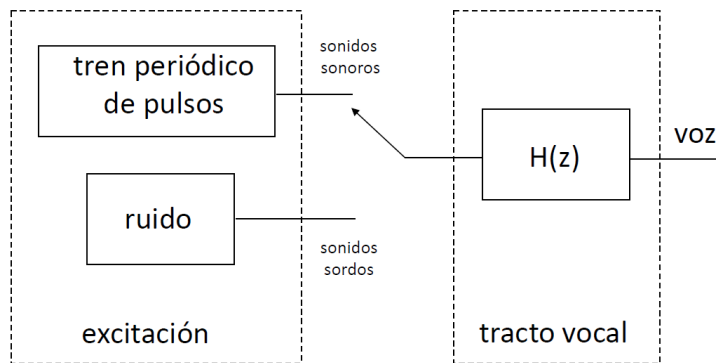 tren periódico
de pulsos
sonidos
sonoros
H(z)
voz
ruido
sonidos
sordos
excitación
tracto vocal